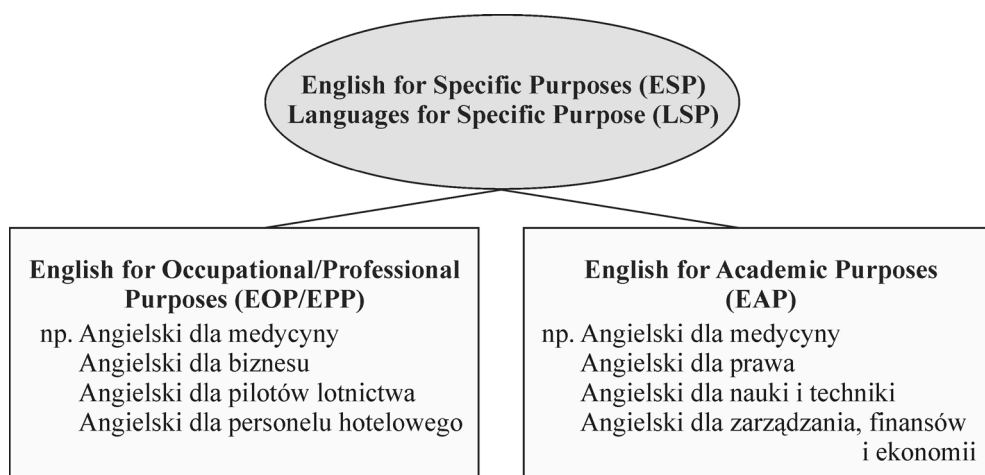 English for Specific Purposes (ESP)
Languages for Specific Purpose (LSP)
English for Occupational/Professional
Purposes (EOP/EPP)
np. Angielski dla medycyny
Angielski dla biznesu
Angielski dla pilotów lotnictwa
Angielski dla personelu hotelowego
English for Academic Purposes
(EAP)
np. Angielski dla medycyny
Angielski dla prawa
Angielski dla nauki i techniki
Angielski dla zarządzania, finansów
i ekonomii